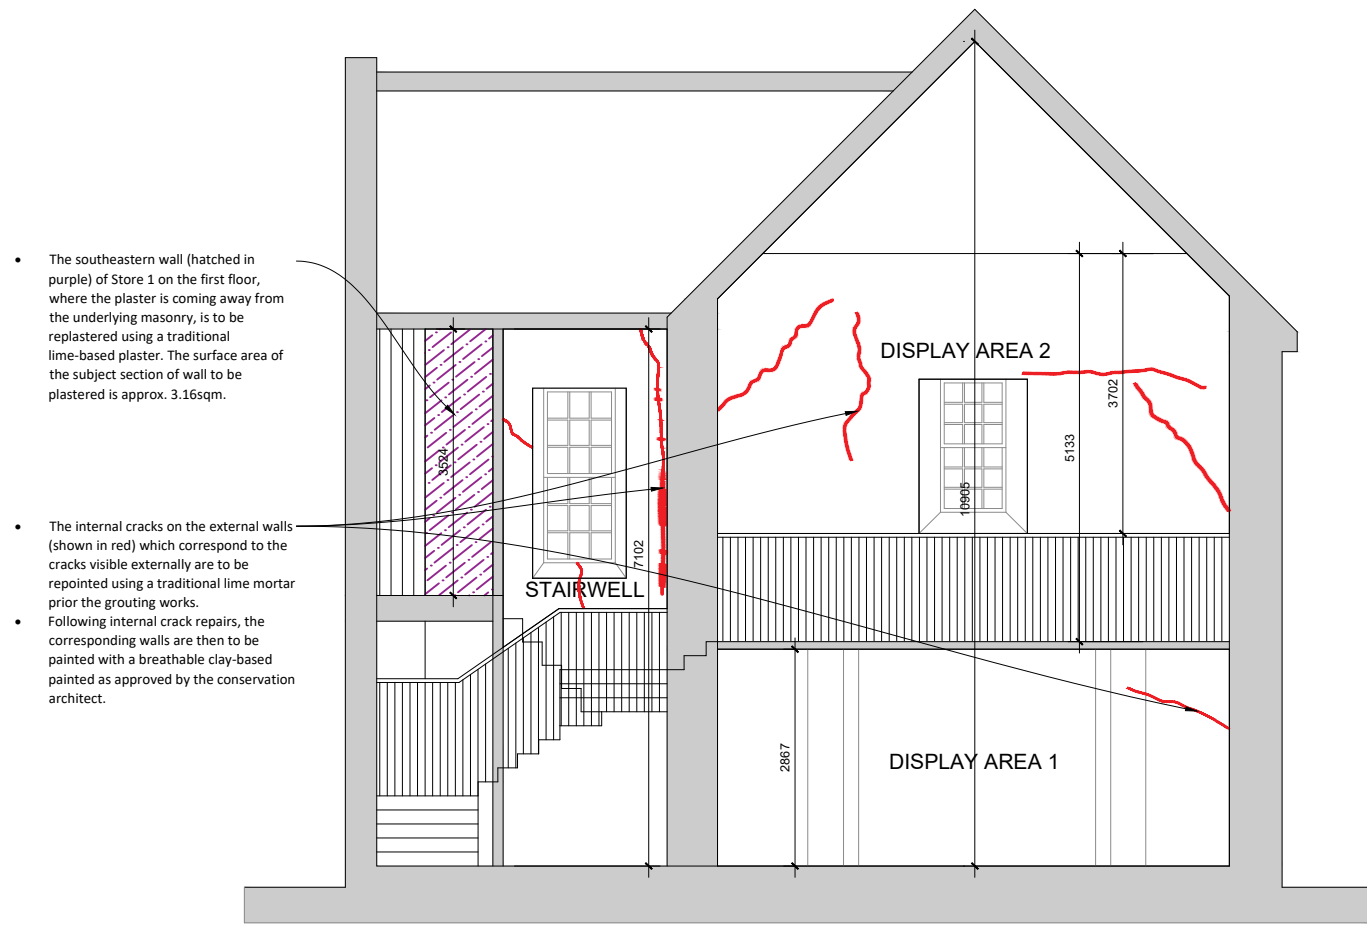 • The southeastern wall (hatched in
purple) of Store 1 on the first floor,
where the plaster is coming away from
the underlying masonry, is to be
replastered using a traditional
lime-based plaster. The surface area of
the subject section of wall to be
plastered is approx. 3.16sqm.
• The internal cracks on the external walls
(shown in red) which correspond to the
cracks visible externally are to be
repointed using a traditional lime mortar
prior the grouting works.
• Following internal crack repairs, the
corresponding walls are then to be
painted with a breathable clay-based
painted as approved by the conservation
architect.
3524
STAIRWELL
7102
DISPLAY AREA 2
3702
5133
10905
2867
DISPLAY AREA 1